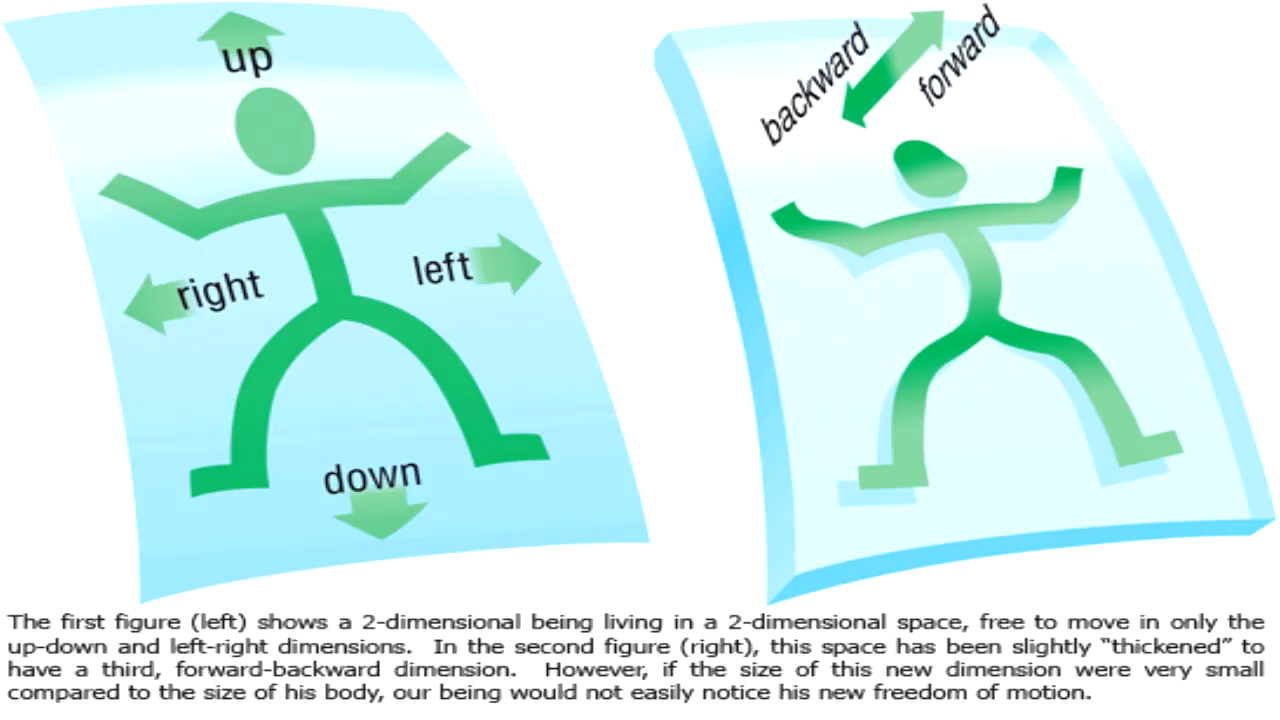 up
right
left
down
backward
forward
The first figure (left) shows a 2-dimensional being living in a 2-dimensional space, free to move in only the
up-down and left-right dimensions.  In the second figure (right), this space has been slightly “thickened” to
have a third, forward-backward dimension.  However, if the size of this new dimension were very small
compared to the size of his body, our being would not easily notice his new freedom of motion.